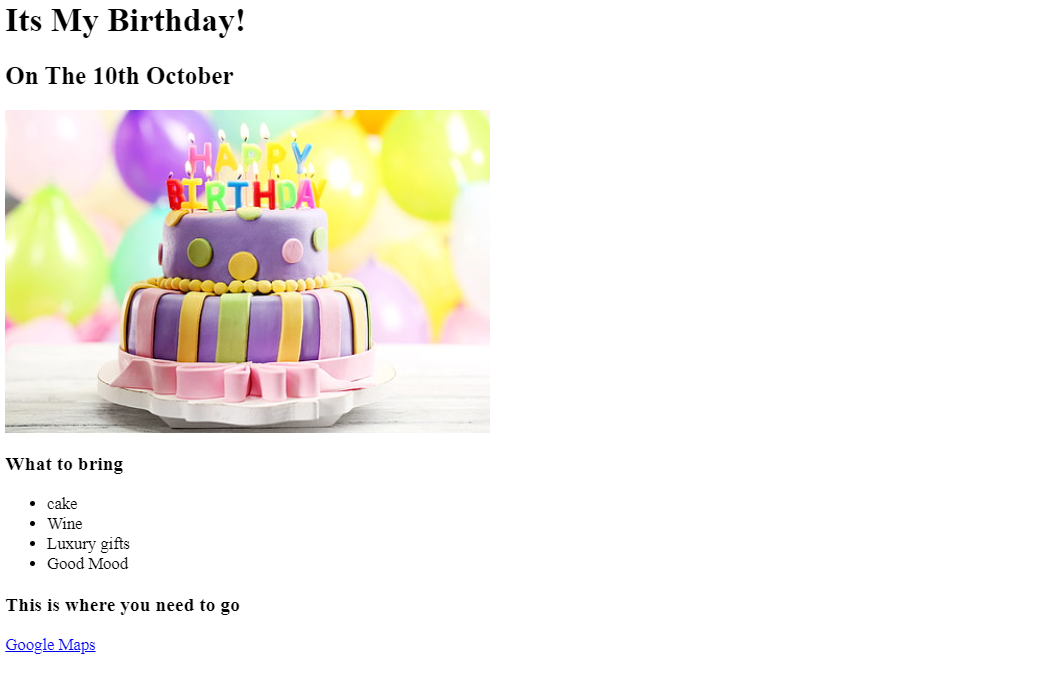 Its My Birthday!
On The 10th October
HAPPY
BIRTHDAY
What to bring
cake
Wine
Luxury gifts
Good Mood
This is where you need to go
Google Maps